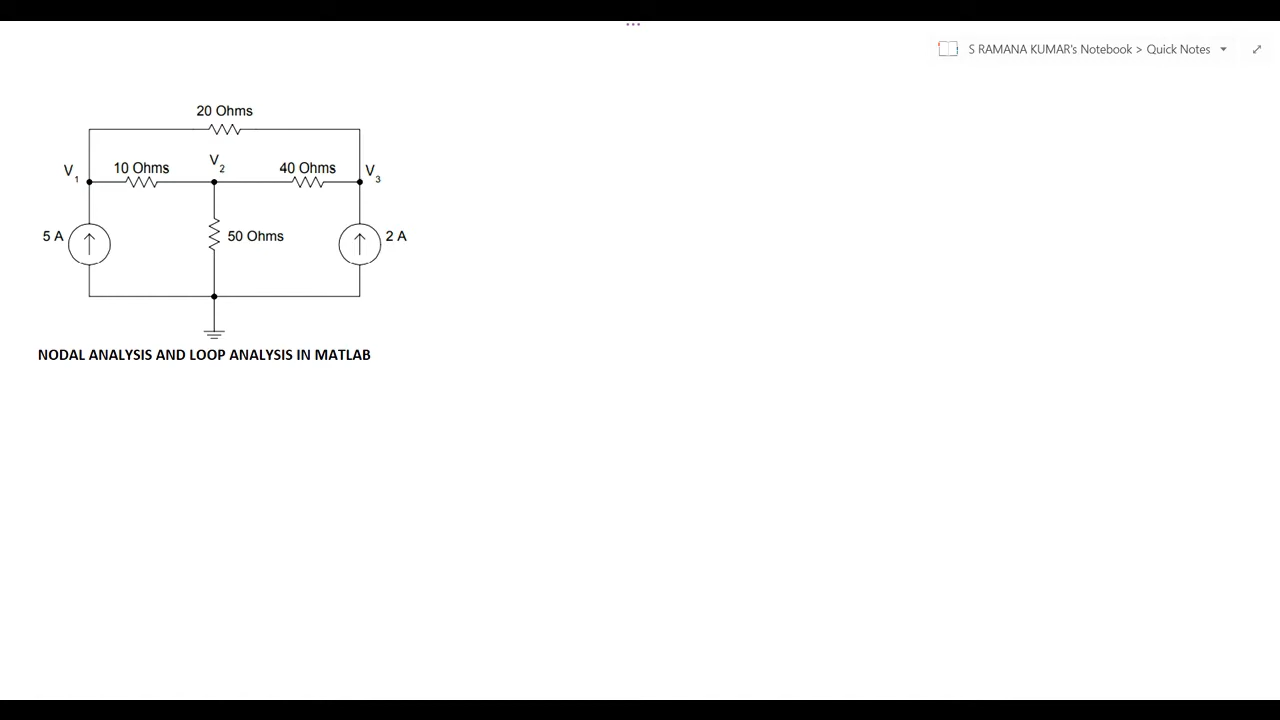 S RAMANA KUMAR's Notebook > Quick Notes
20 Ohms
V1 10 Ohms V2 40 Ohms V3
5 A 50 Ohms 2 A
NODAL ANALYSIS AND LOOP ANALYSIS IN MATLAB